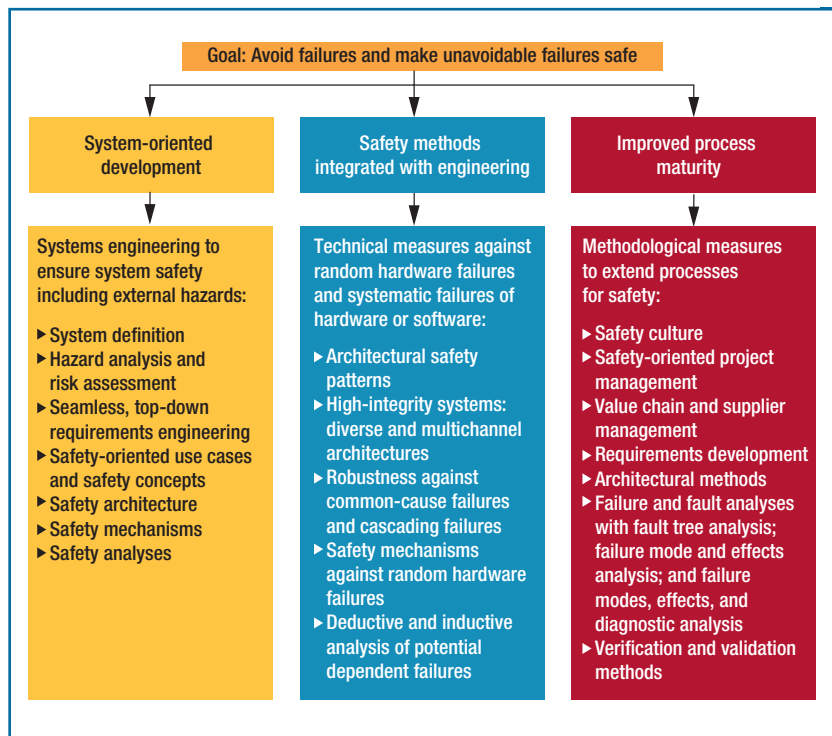 Goal: Avoid failures and make unavoidable failures safe
System-oriented
development
Safety methods
integrated with engineering
Improved process
maturity
Systems engineering to
ensure system safety
including external hazards:
▶ System definition
▶ Hazard analysis and
risk assessment
▶ Seamless, top-down
requirements engineering
▶ Safety-oriented use cases
and safety concepts
▶ Safety architecture
▶ Safety mechanisms
▶ Safety analyses
Technical measures against
random hardware failures
and systematic failures of
hardware or software:
▶ Architectural safety
patterns
▶ High-integrity systems:
diverse and multichannel
architectures
▶ Robustness against
common-cause failures
and cascading failures
▶ Safety mechanisms
against random hardware
failures
▶ Deductive and inductive
analysis of potential
dependent failures
Methodological measures
to extend processes
for safety:
▶ Safety culture
▶ Safety-oriented project
management
▶ Value chain and supplier
management
▶ Requirements development
▶ Architectural methods
▶ Failure and fault analyses
with fault tree analysis;
failure mode and effects
analysis; and failure
modes, effects, and
diagnostic analysis
▶ Verification and validation
methods